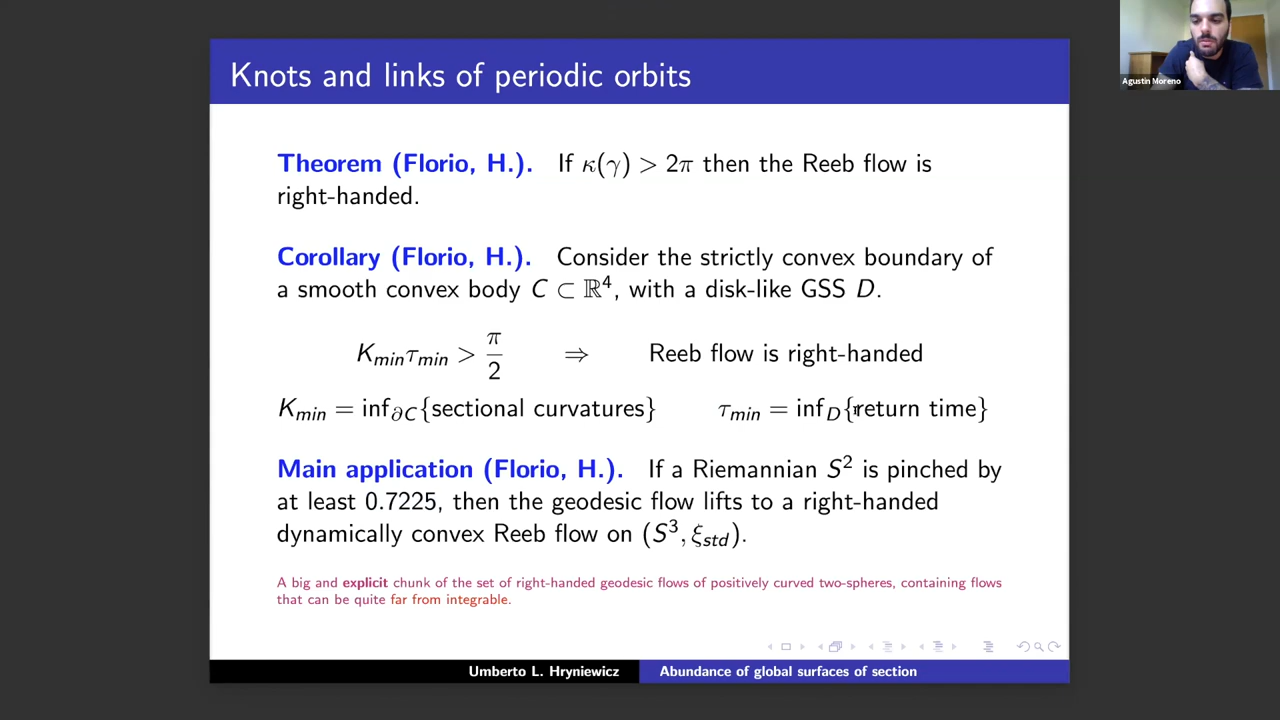 Knots and links of periodic orbits
Theorem (Florio, H.). If κ(γ) > 2π then the Reeb flow is
right-handed.
Corollary (Florio, H.). Consider the strictly convex boundary of
a smooth convex body C ⊂ ℝ⁴, with a disk-like GSS D.
K_min τ_min > π/2 ⇒ Reeb flow is right-handed
K_min = inf_∂C{sectional curvatures} τ_min = inf_D{return time}
Main application (Florio, H.). If a Riemannian S² is pinched by
at least 0.7225, then the geodesic flow lifts to a right-handed
dynamically convex Reeb flow on (S³, ξ_std).
A big and explicit chunk of the set of right-handed geodesic flows of positively curved two-spheres, containing flows
that can be quite far from integrable.
Umberto L. Hryniewicz Abundance of global surfaces of section
Agustin Moreno